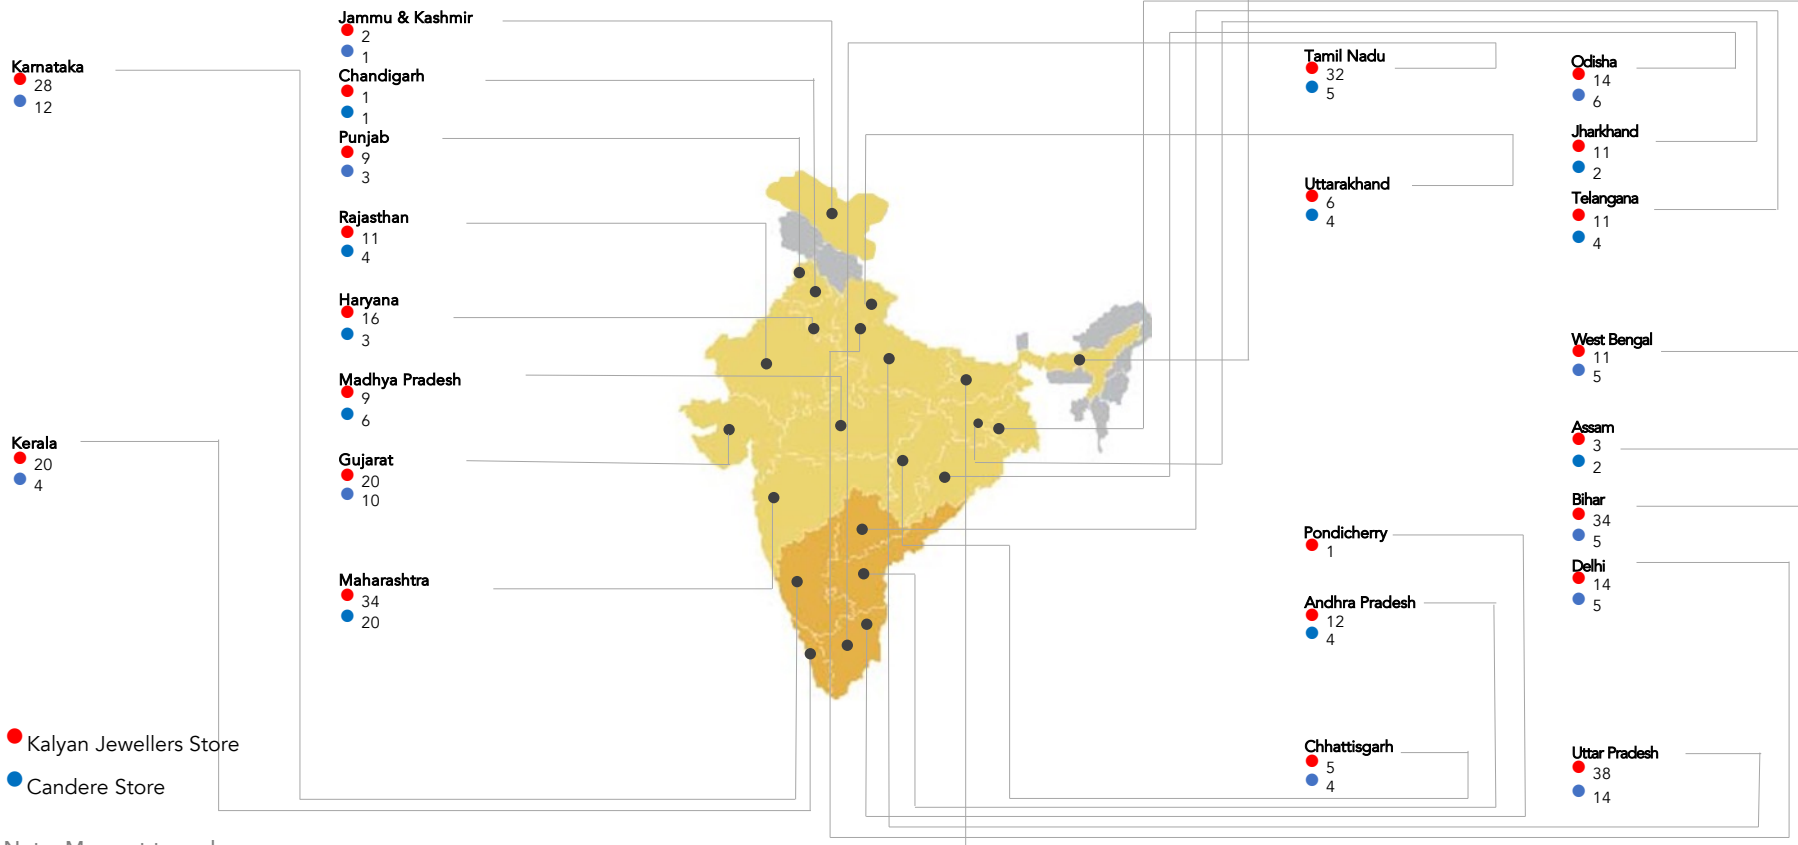 Karnataka
28
12
Kerala
20
4
Kalyan Jewellers Store
Candere Store
Jammu & Kashmir
2
1
Chandigarh
1
1
Punjab
9
3
Rajasthan
11
4
Haryana
16
3
Madhya Pradesh
9
6
Gujarat
20
10
Maharashtra
34
20
Tamil Nadu
32
5
Uttarakhand
6
4
Pondicherry
1
Andhra Pradesh
12
4
Chhattisgarh
5
4
Odisha
14
6
Jharkhand
11
2
Telangana
11
4
West Bengal
11
5
Assam
3
2
Bihar
34
5
Delhi
14
5
Uttar Pradesh
38
14